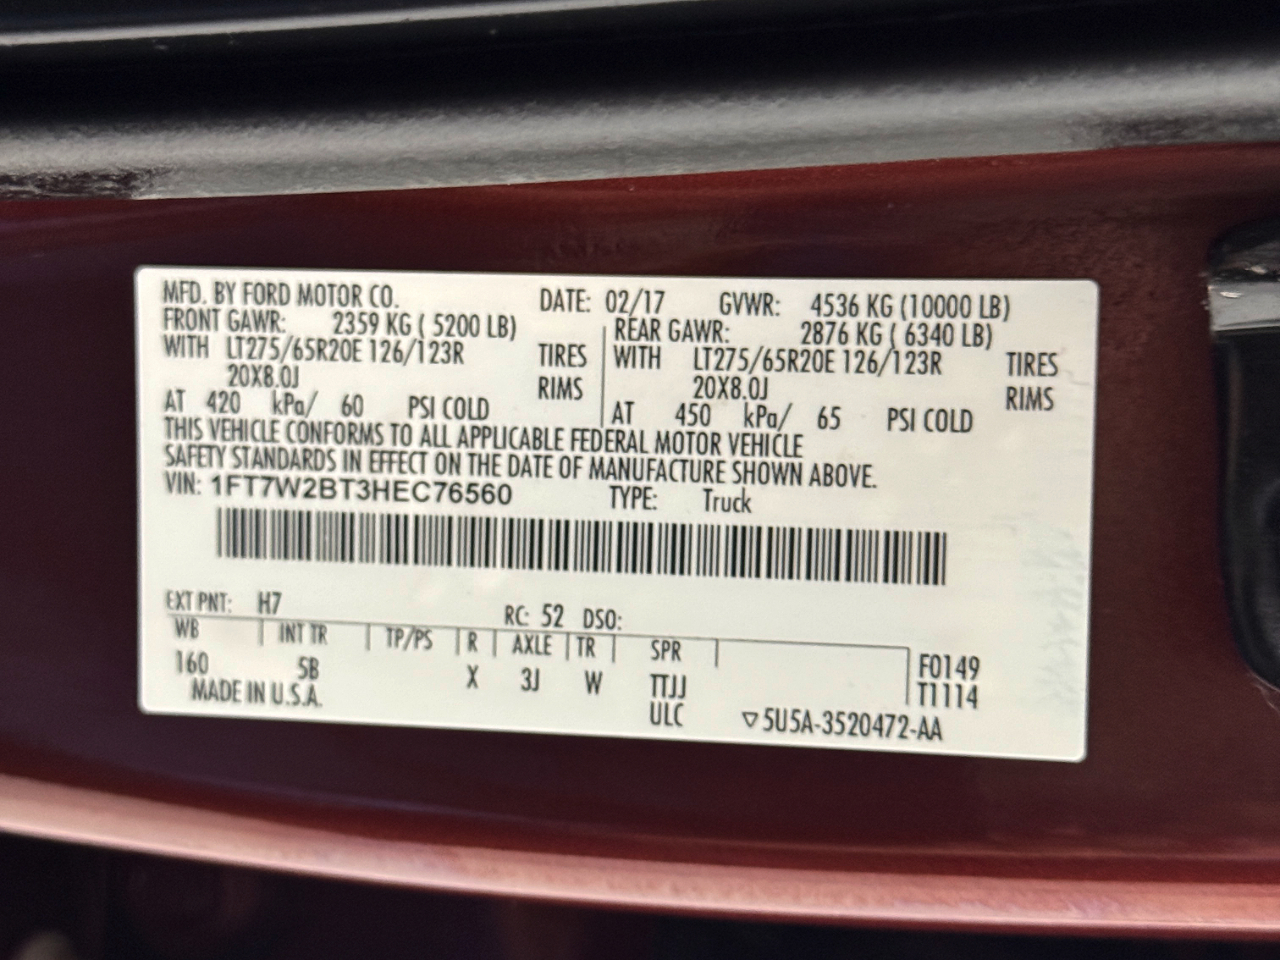 MFD. BY FORD MOTOR CO. DATE: 02/17 GVWR: 4536 KG (10000 LB)
FRONT GAWR: 2359 KG ( 5200 LB) REAR GAWR: 2876 KG ( 6340 LB)
WITH LT275/65R20E 126/123R TIRES WITH LT275/65R20E 126/123R TIRES
20X8.0J RIMS 20X8.0J RIMS
AT 420 kPa/ 60 PSI COLD AT 450 kPa/ 65 PSI COLD
THIS VEHICLE CONFORMS TO ALL APPLICABLE FEDERAL MOTOR VEHICLE
SAFETY STANDARDS IN EFFECT ON THE DATE OF MANUFACTURE SHOWN ABOVE.
VIN: 1FT7W2BT3HEC76560 TYPE: Truck
EXT PNT: H7 RC: 52 DSO:
WB INT TR TP/PS R AXLE TR SPR
160 5B X 3J W TTJJ F0149
MADE IN U.S.A. ULC T1114
▽5U5A-3520472-AA